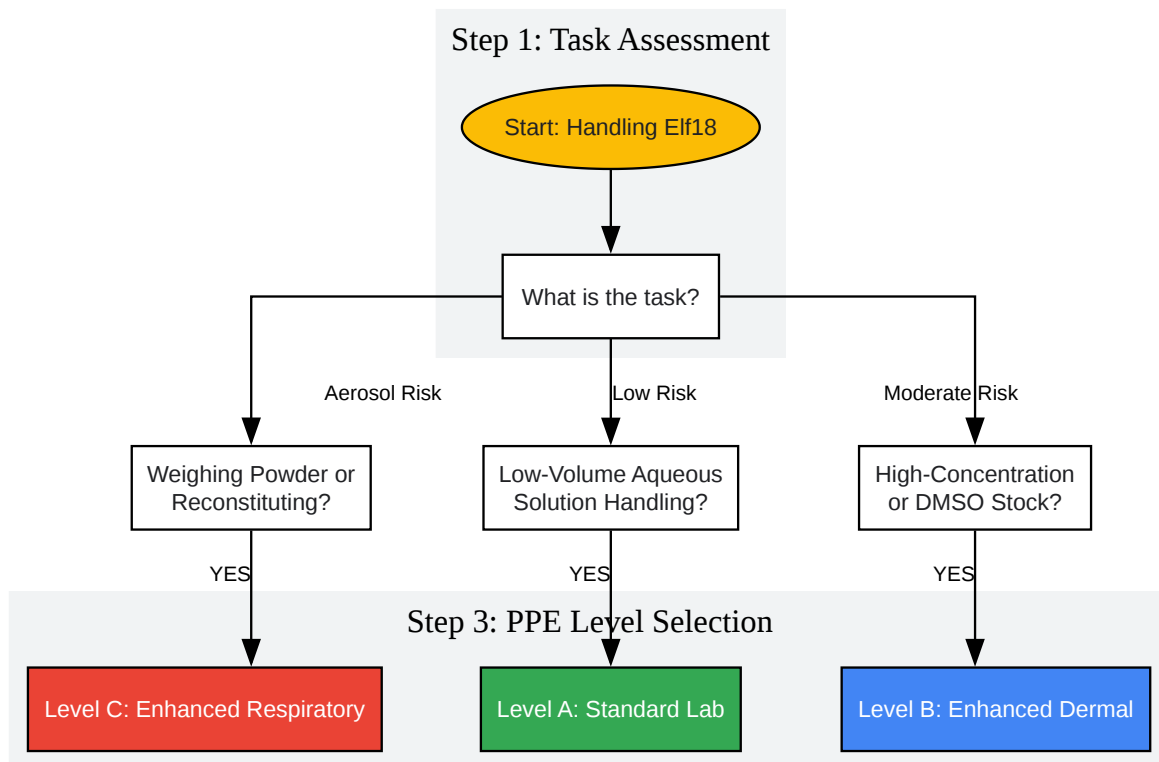 Step 1: Task Assessment
Start: Handling Elf18
What is the task?
Aerosol Risk
Low Risk
Moderate Risk
Weighing Powder or
Reconstituting?
Low-Volume Aqueous
Solution Handling?
High-Concentration
or DMSO Stock?
YES
YES
YES
Step 3: PPE Level Selection
Level C: Enhanced Respiratory
Level A: Standard Lab
Level B: Enhanced Dermal